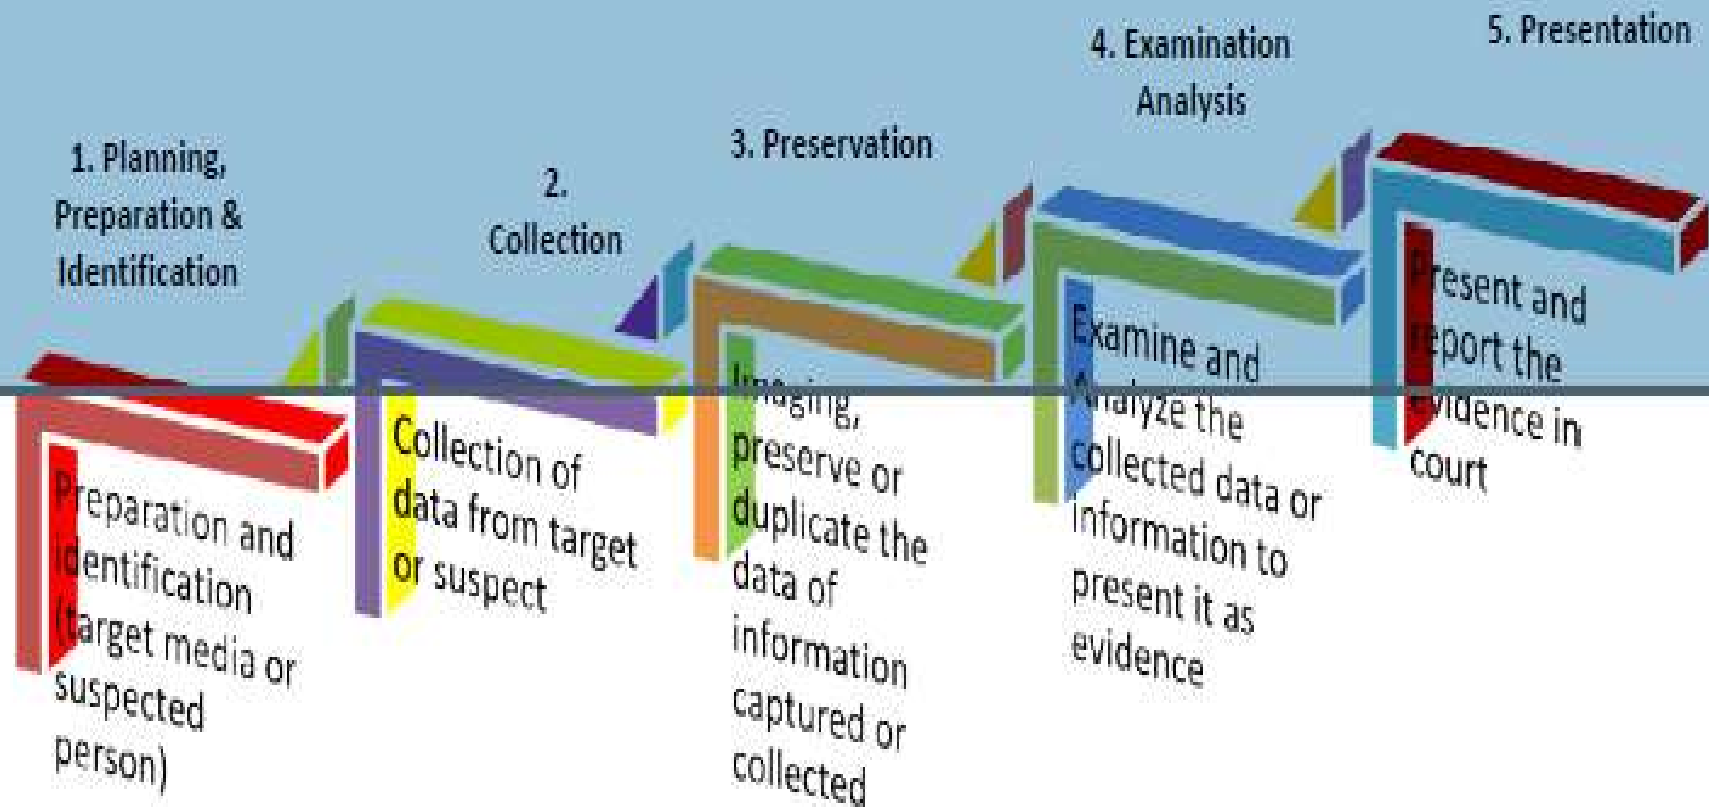 1. Planning,
Preparation &
Identification
Preparation and
identification
(target media or
suspected
person)
2.
Collection
Collection of
data from target
or suspect
3. Preservation
Imaging,
preserve or
duplicate the
data of
information
captured or
collected
4. Examination
Analysis
Examine and
Analyze the
collected data or
information to
present it as
evidence
5. Presentation
Present and
report the
evidence in
court